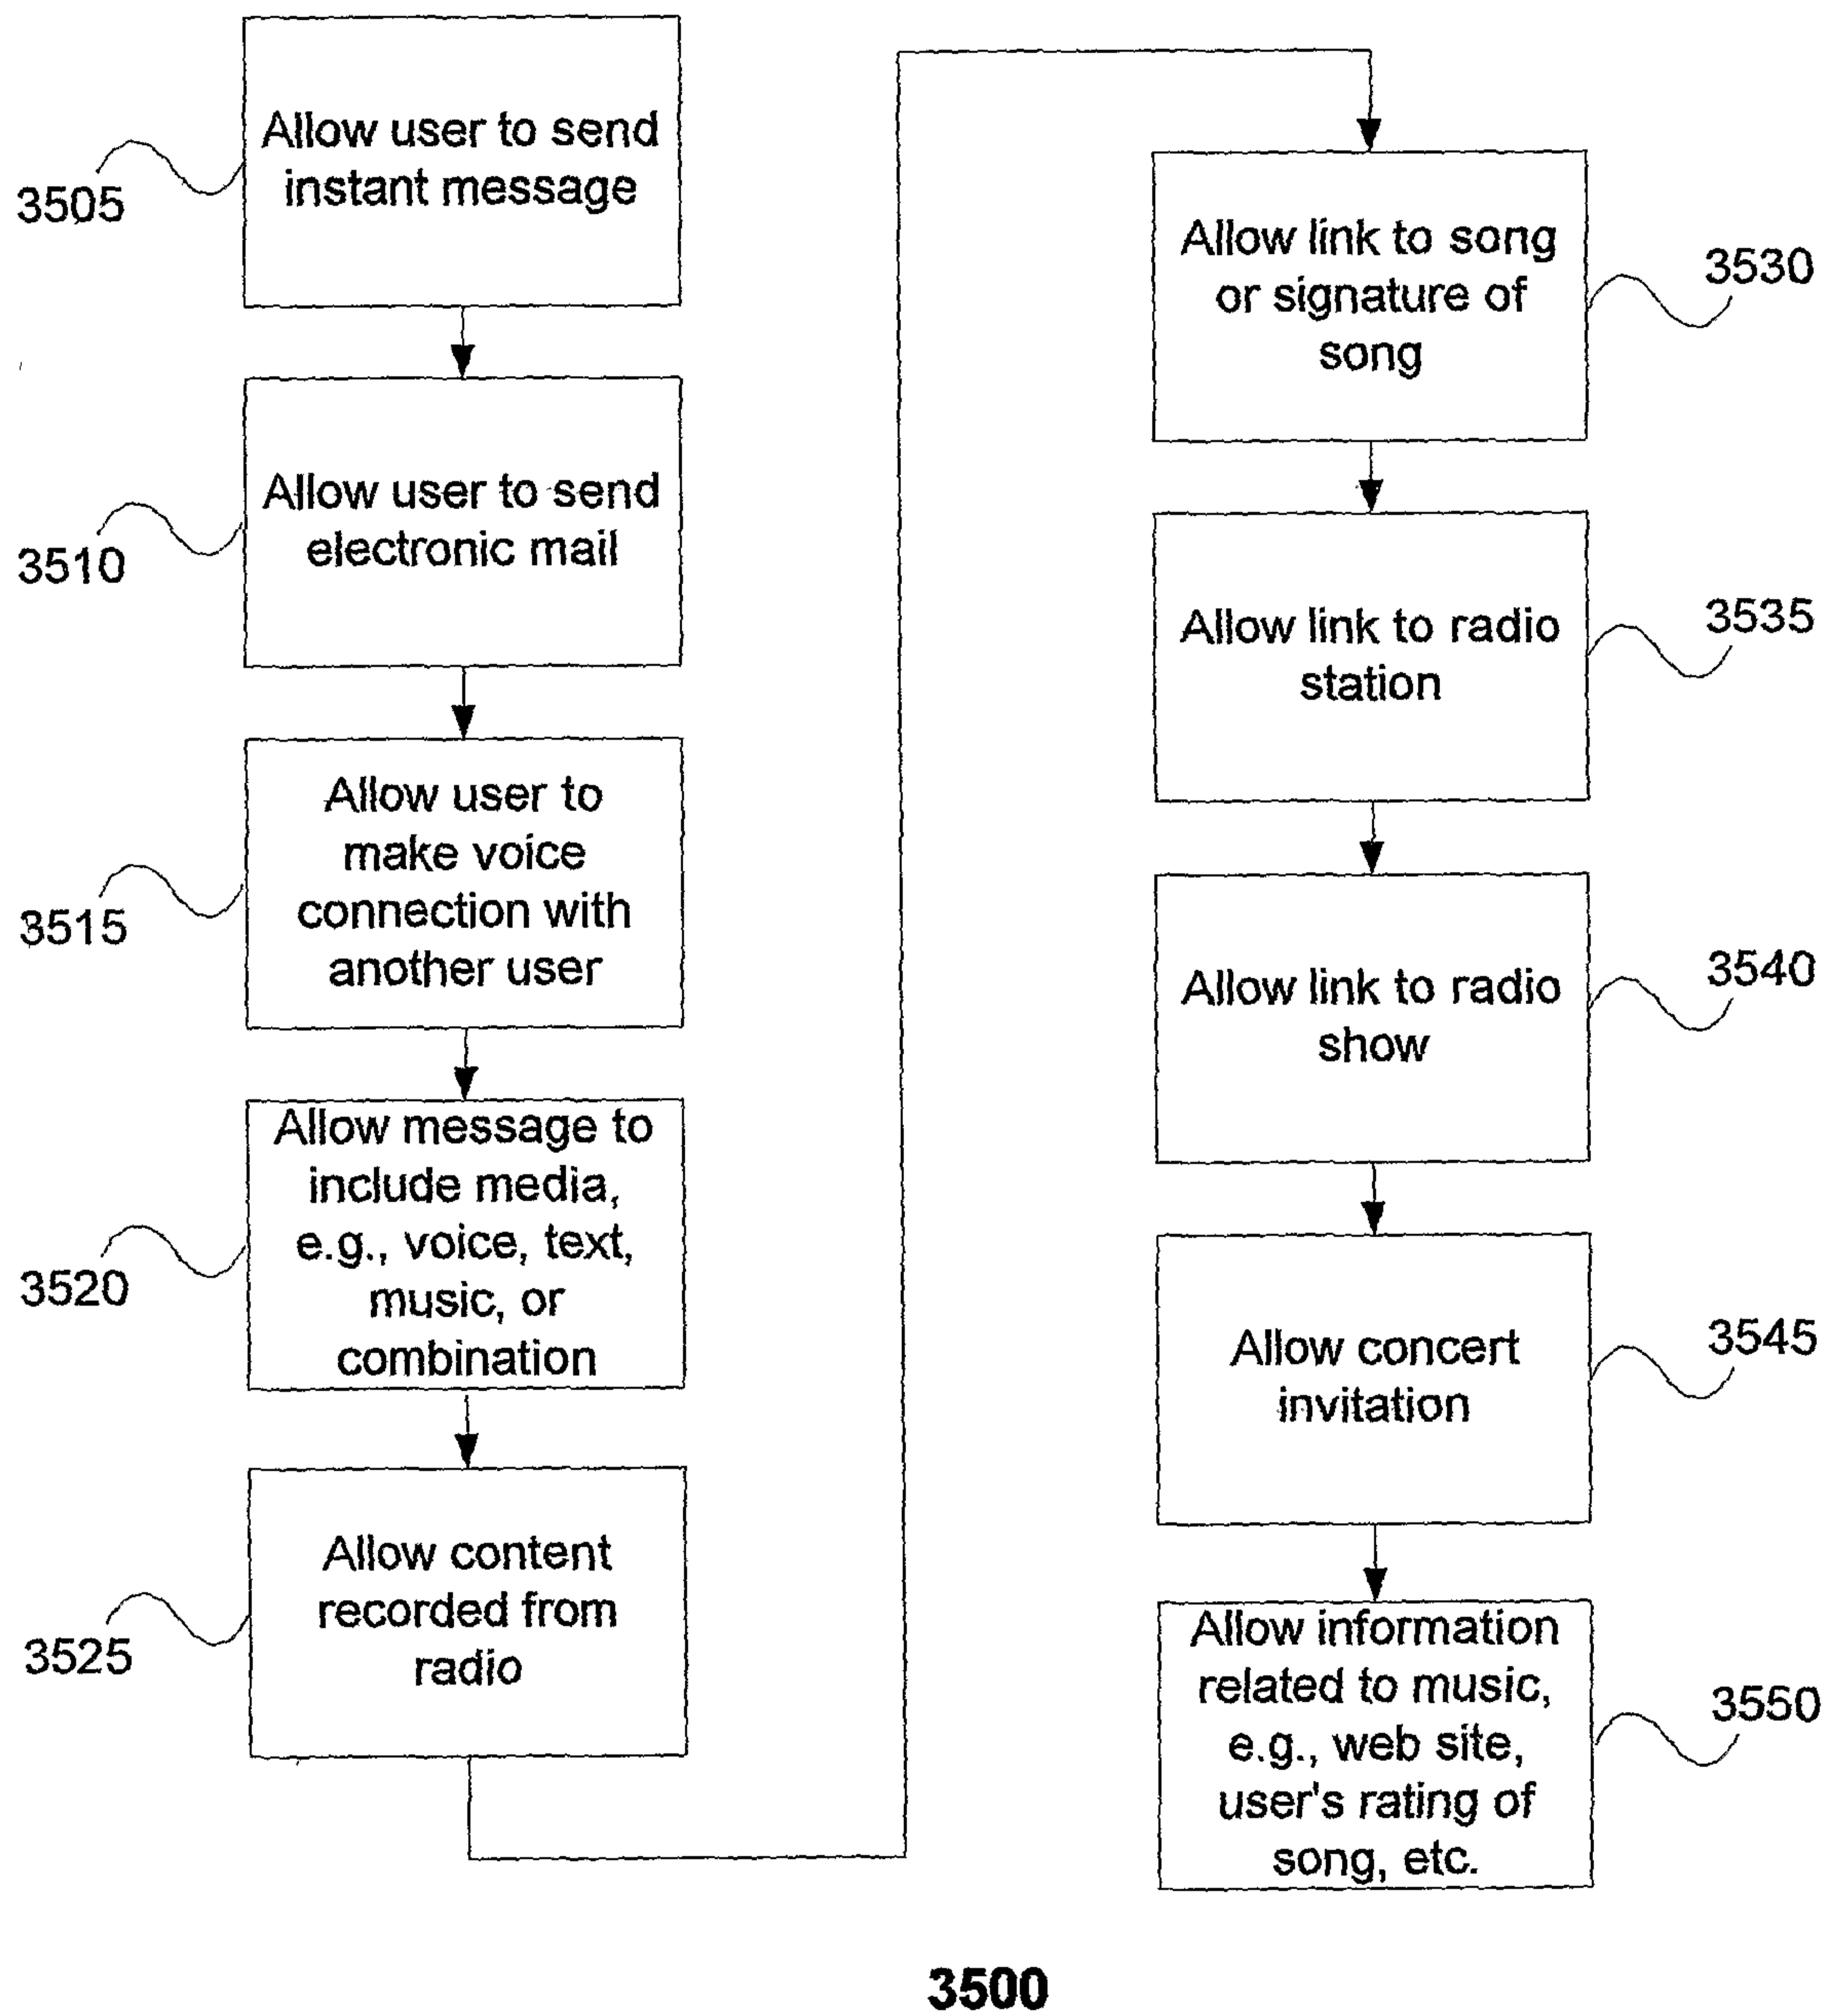 Allow user to send
instant message
3505
Allow user to send
electronic mail
3510
Allow user to
make voice
connection with
another user
3515
Allow message to
include media,
e.g., voice, text,
music, or
combination
3520
Allow content
recorded from
radio
3525
Allow link to song
or signature of
song
3530
Allow link to radio
station
3535
Allow link to radio
show
3540
Allow concert
invitation
3545
Allow information
related to music,
e.g., web site,
user's rating of
song, etc.
3550
3500